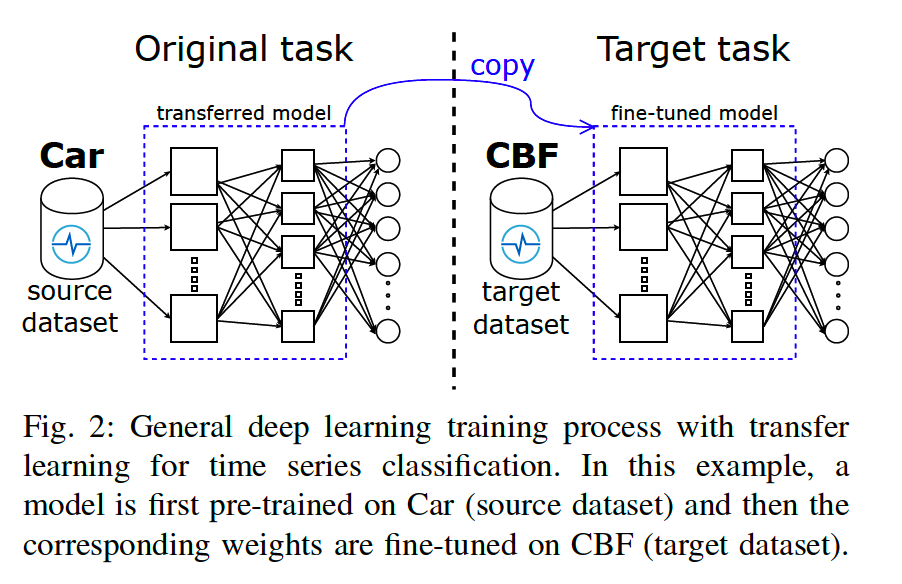 Original task
Target task
copy
transferred model
fine-tuned model
Car
CBF
source
dataset
target
dataset
Fig. 2: General deep learning training process with transfer
learning for time series classification. In this example, a
model is first pre-trained on Car (source dataset) and then the
corresponding weights are fine-tuned on CBF (target dataset).